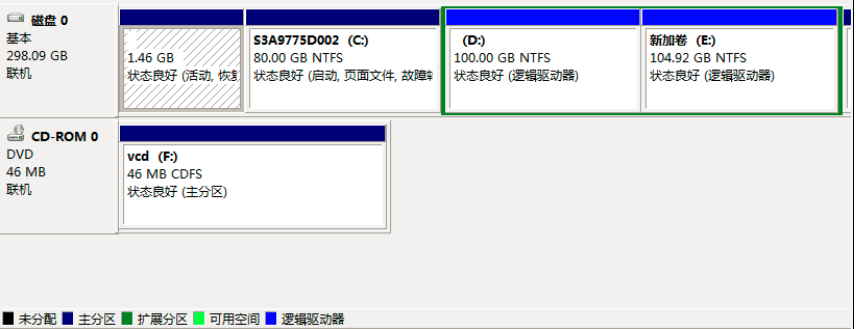 磁盘 0
基本
298.09 GB
联机
1.46 GB
状态良好 (活动, 恢复
S3A9775D002 (C:)
80.00 GB NTFS
状态良好 (启动, 页面文件, 故障转
(D:)
100.00 GB NTFS
状态良好 (逻辑驱动器)
新加卷 (E:)
104.92 GB NTFS
状态良好 (逻辑驱动器)
CD-ROM 0
DVD
46 MB
联机
vcd (F:)
46 MB CDFS
状态良好 (主分区)
未分配 主分区 扩展分区 可用空间 逻辑驱动器